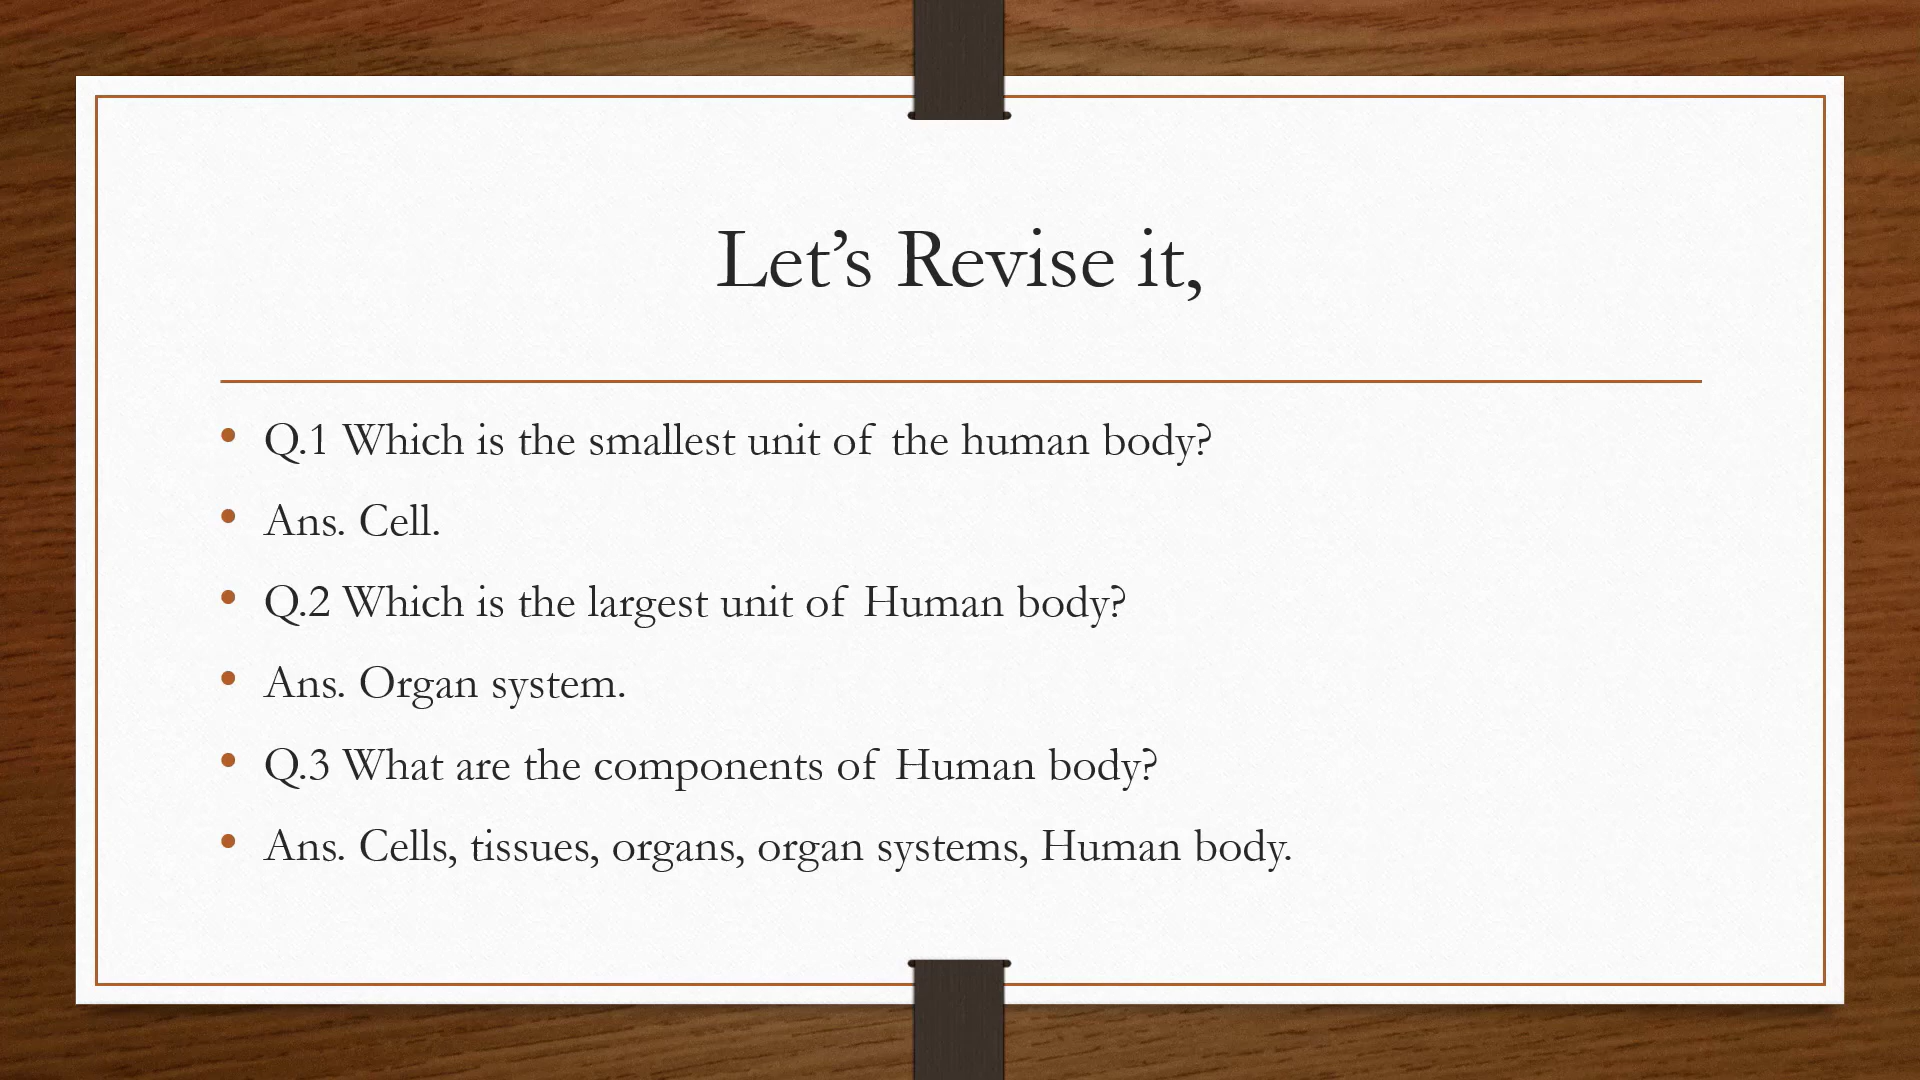 Let’s Revise it,
• Q.1 Which is the smallest unit of the human body?
• Ans. Cell.
• Q.2 Which is the largest unit of Human body?
• Ans. Organ system.
• Q.3 What are the components of Human body?
• Ans. Cells, tissues, organs, organ systems, Human body.